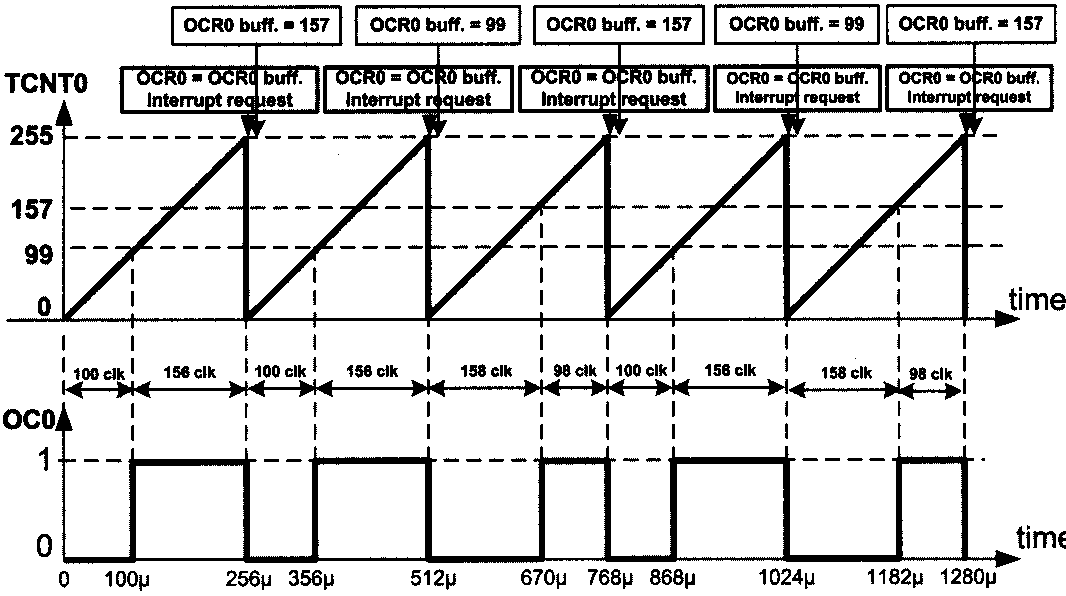 OCR0 buff. = 157
OCR0 buff. = 99
OCR0 buff. = 157
OCR0 buff. = 99
OCR0 buff. = 157
TCNT0
OCR0 = OCR0 buff.
Interrupt request
OCR0 = OCR0 buff.
Interrupt request
OCR0 = OCR0 buff.
Interrupt request
OCR0 = OCR0 buff.
Interrupt request
OCR0 = OCR0 buff.
Interrupt request
255
157
99
0
time
100 clk
156 clk
100 clk
156 clk
158 clk
98 clk
100 clk
156 clk
158 clk
98 clk
OC0
1
0
time
0
100µ
256µ
356µ
512µ
670µ
768µ
868µ
1024µ
1182µ
1280µ